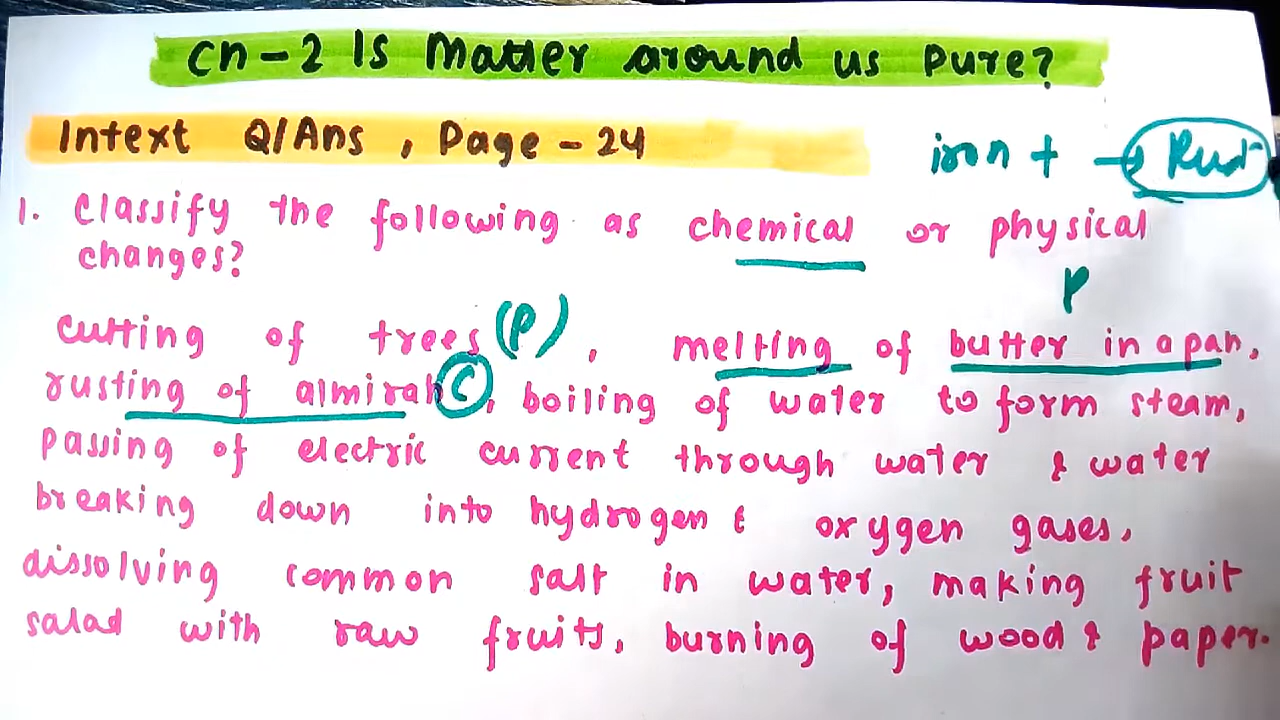 Ch-2 Is Matter around us Pure?
Intext Q/Ans, Page - 24
iron + → Rust
1. Classify the following as chemical or physical
changes?
P
cutting of trees (P), melting of butter in a pan,
rusting of almirah C, boiling of water to form steam,
passing of electric current through water & water
breaking down into hydrogen & oxygen gases,
dissolving common salt in water, making fruit
salad with raw fruits, burning of wood & paper.